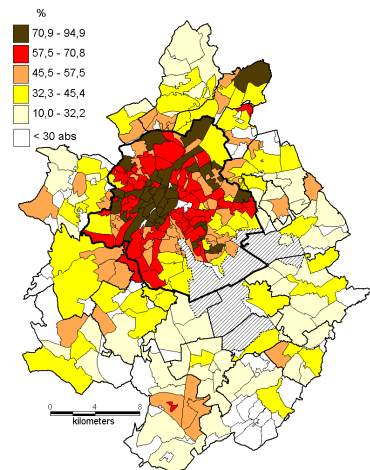 %
70,9 - 94,9
57,5 - 70,8
45,5 - 57,5
32,3 - 45,4
10,0 - 32,2
< 30 abs
0 4 8
kilometers